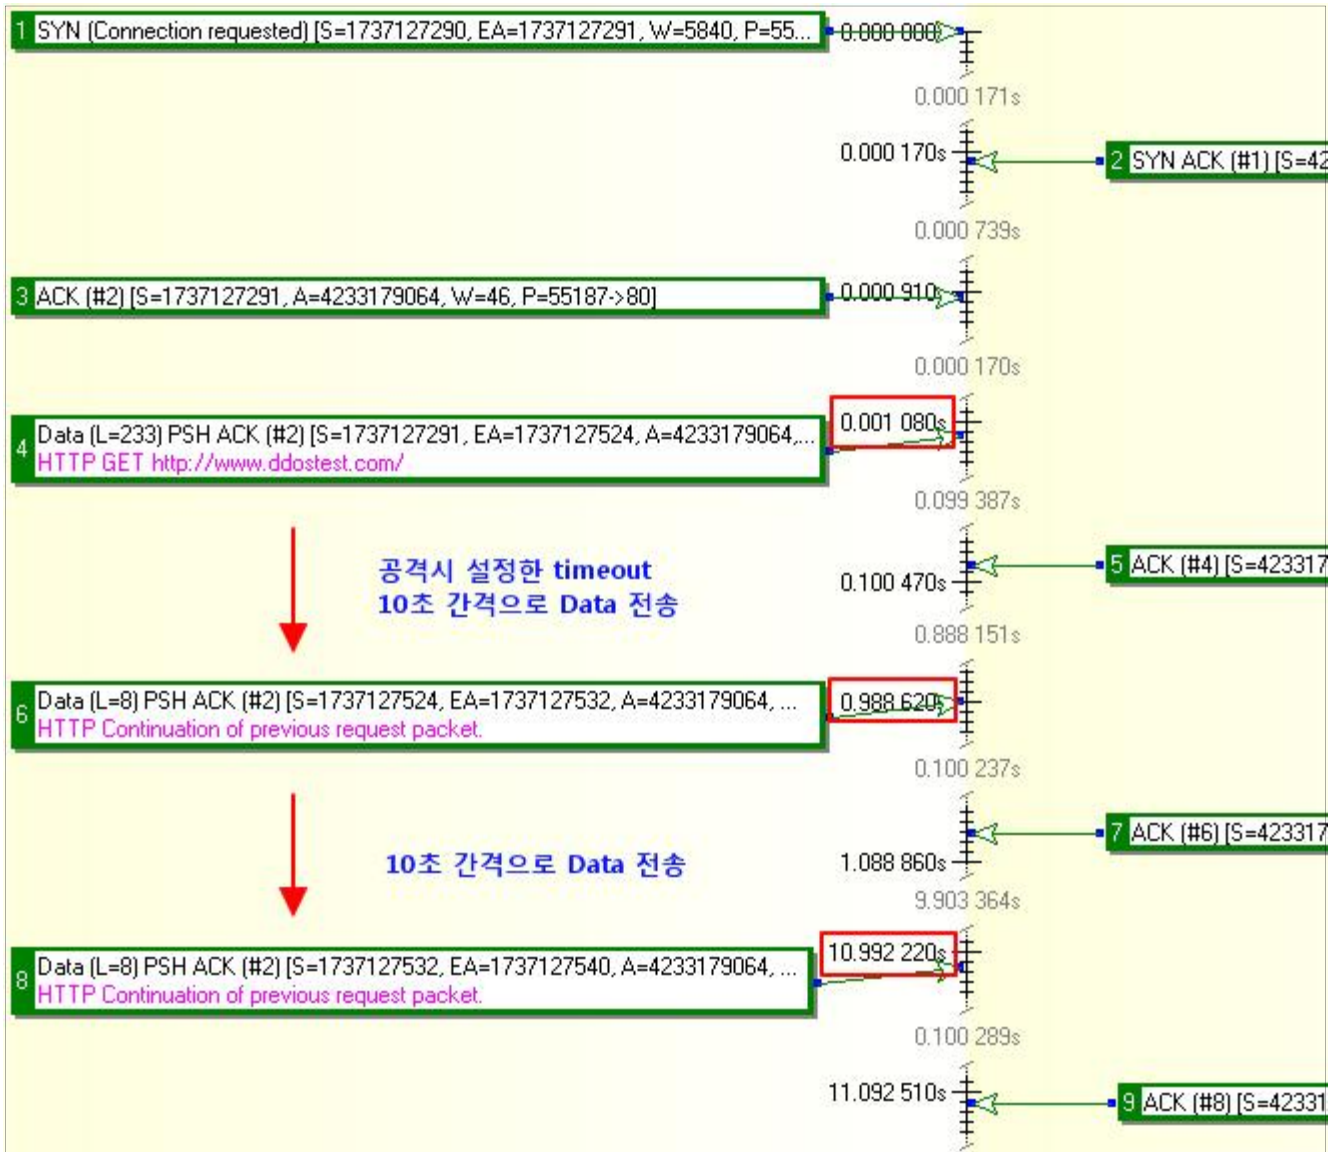 1 SYN (Connection requested) [S=1737127290, EA=1737127291, W=5840, P=55...
0.000 000s
0.000 171s
0.000 170s
2 SYN ACK (#1) [S=42
0.000 739s
3 ACK (#2) [S=1737127291, A=4233179064, W=46, P=55187->80]
0.000 910s
0.000 170s
0.001 080s
4 Data (L=233) PSH ACK (#2) [S=1737127291, EA=1737127524, A=4233179064,...
HTTP GET http://www.ddostest.com/
0.099 387s
공격시 설정한 timeout
10초 간격으로 Data 전송
5 ACK (#4) [S=423317
0.100 470s
0.888 151s
6 Data (L=8) PSH ACK (#2) [S=1737127524, EA=1737127532, A=4233179064, ...
HTTP Continuation of previous request packet.
0.988 620s
0.100 237s
7 ACK (#6) [S=423317
1.088 860s
10초 간격으로 Data 전송
9.903 364s
10.992 220s
8 Data (L=8) PSH ACK (#2) [S=1737127532, EA=1737127540, A=4233179064, ...
HTTP Continuation of previous request packet.
0.100 289s
11.092 510s
9 ACK (#8) [S=42331